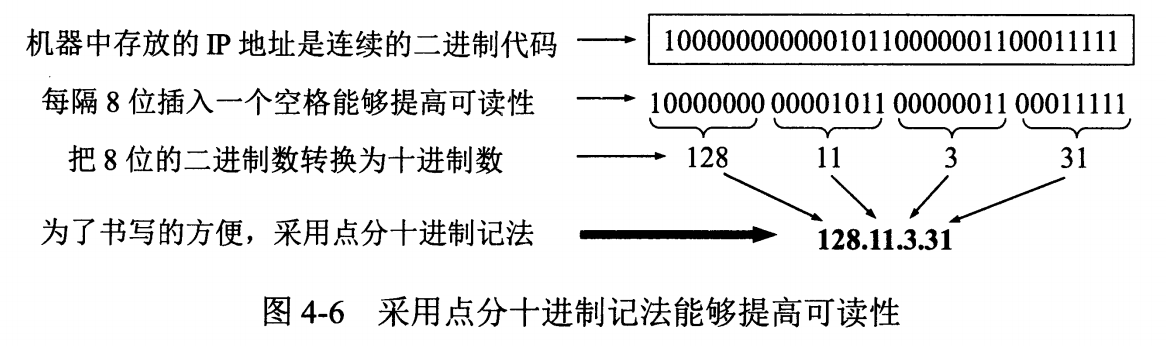 机器中存放的 IP 地址是连续的二进制代码 10000000000010110000001100011111
每隔 8 位插入一个空格能够提高可读性 10000000 00001011 00000011 00011111
把 8 位的二进制数转换为十进制数 128 11 3 31
为了书写的方便，采用点分十进制记法 128.11.3.31
图 4-6 采用点分十进制记法能够提高可读性